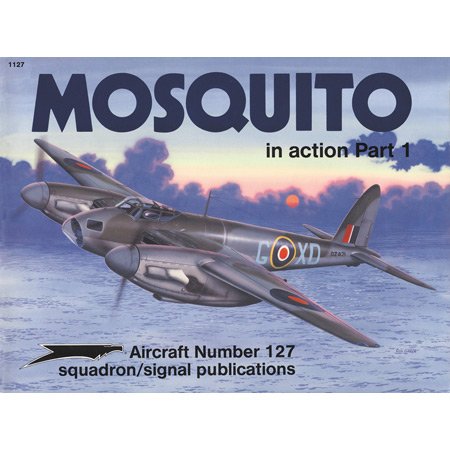 1127
MOSQUITO
in action Part 1
G XD
Aircraft Number 127
squadron/signal publications